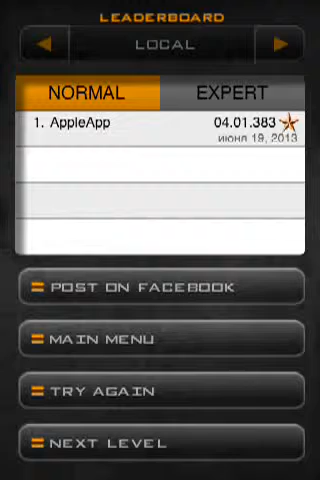 LEADERBOARD
LOCAL
NORMAL EXPERT
1. AppleApp 04.01.383
июня 19, 2013
POST ON FACEBOOK
MAIN MENU
TRY AGAIN
NEXT LEVEL